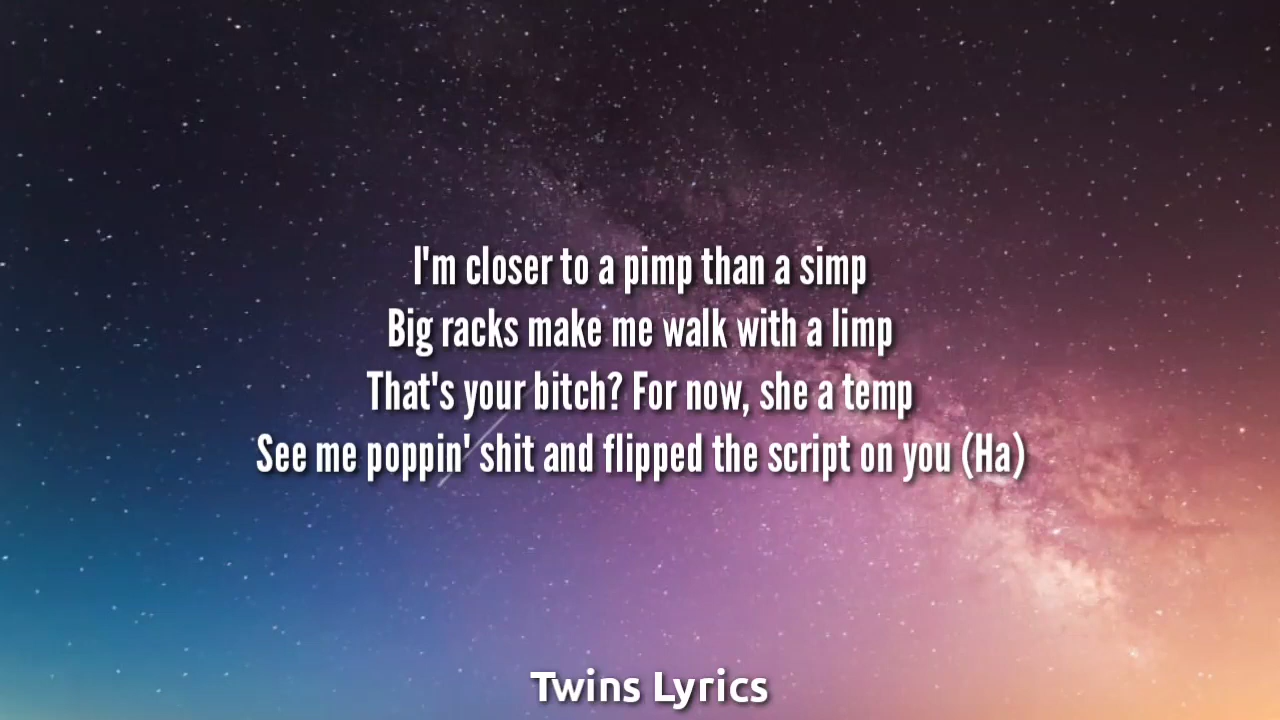 I'm closer to a pimp than a simp
Big racks make me walk with a limp
That's your bitch? For now, she a temp
See me poppin' shit and flipped the script on you (Ha)
Twins Lyrics